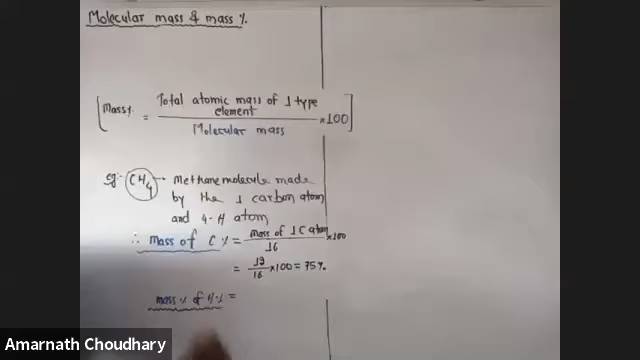 Molecular mass & mass %.
Mass% = Total atomic mass of 1 type element / Molecular mass × 100
eg:- CH4 → Methane molecule made
by the 1 carbon atom
and 4-H atom
∴ mass of C % = mass of 1 C atom / 16 × 100
= 12/16 × 100 = 75%.
mass % of H % =
Amarnath Choudhary